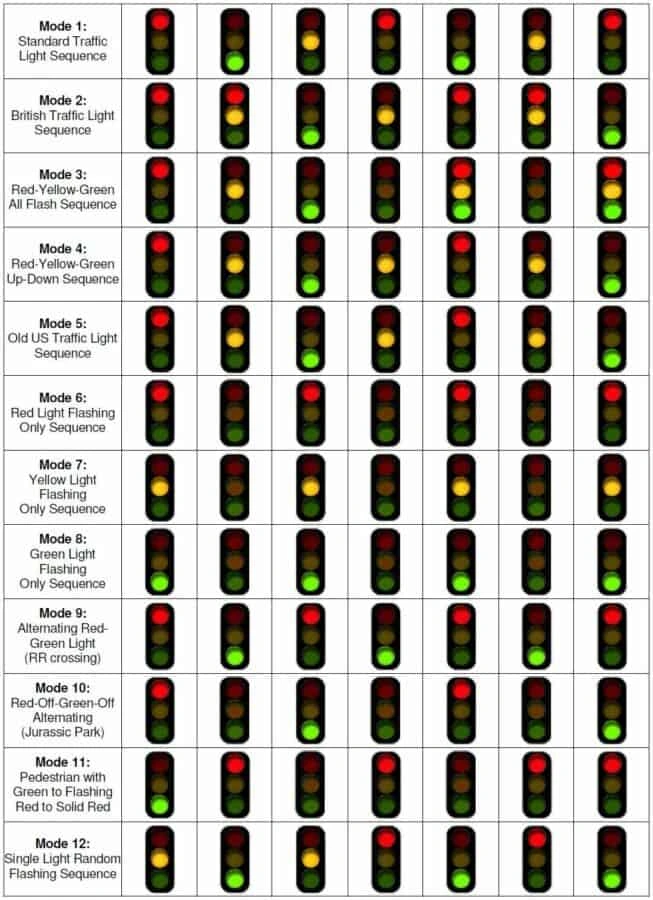 Mode 1:
Standard Traffic
Light Sequence
Mode 2:
British Traffic Light
Sequence
Mode 3:
Red-Yellow-Green
All Flash Sequence
Mode 4:
Red-Yellow-Green
Up-Down Sequence
Mode 5:
Old US Traffic Light
Sequence
Mode 6:
Red Light Flashing
Only Sequence
Mode 7:
Yellow Light
Flashing
Only Sequence
Mode 8:
Green Light
Flashing
Only Sequence
Mode 9:
Alternating Red-
Green Light
(RR crossing)
Mode 10:
Red-Off-Green-Off
Alternating
(Jurassic Park)
Mode 11:
Pedestrian with
Green to Flashing
Red to Solid Red
Mode 12:
Single Light Random
Flashing Sequence